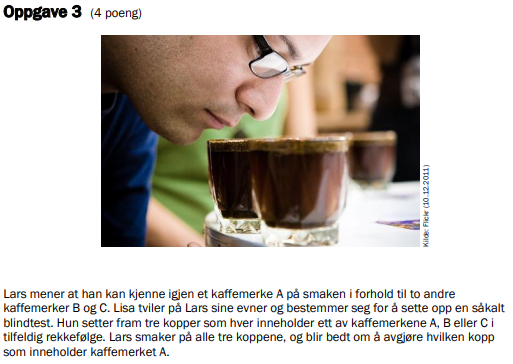 Oppgave 3 (4 poeng)
Kilde: Flickr (10.12.2011)
Lars mener at han kan kjenne igjen et kaffemerke A på smaken i forhold til to andre
kaffemerker B og C. Lisa tviler på Lars sine evner og bestemmer seg for å sette opp en såkalt
blindtest. Hun setter fram tre kopper som hver inneholder ett av kaffemerkene A, B eller C i
tilfeldig rekkefølge. Lars smaker på alle tre koppene, og blir bedt om å avgjøre hvilken kopp
som inneholder kaffemerket A.